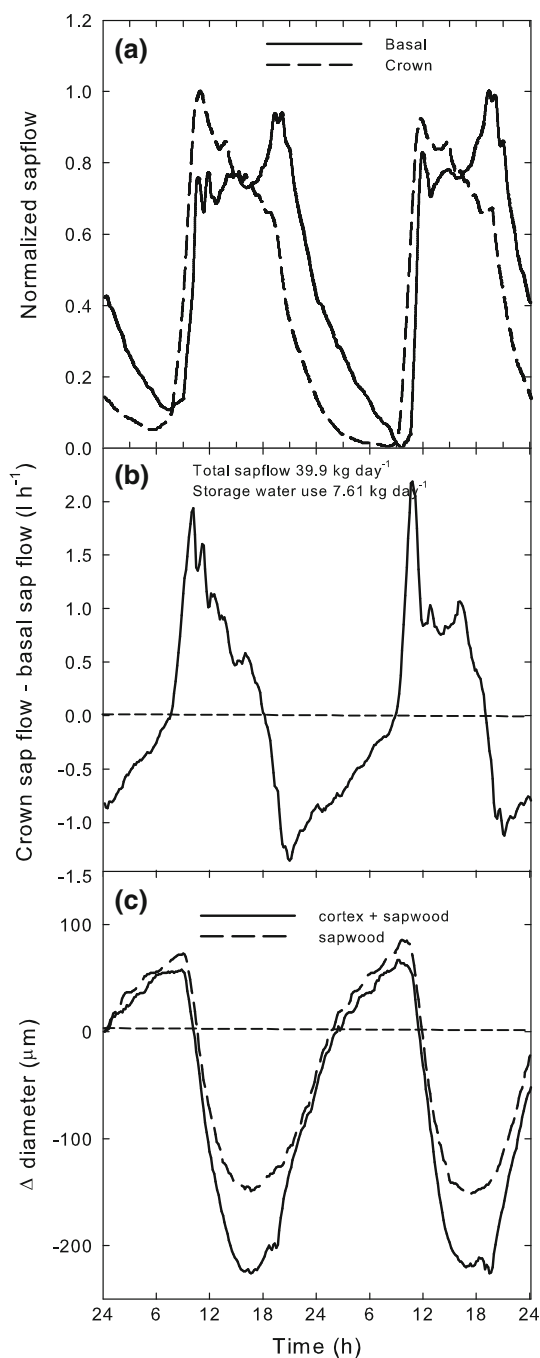 (a)
Basal
Crown
1.2
1.0
0.8
0.6
0.4
0.2
0.0
Normalized sapflow
(b)
Total sapflow 39.9 kg day⁻¹
Storage water use 7.61 kg day⁻¹
2.0
1.5
1.0
0.5
0.0
-0.5
-1.0
-1.5
Crown sap flow - basal sap flow (l h⁻¹)
(c)
cortex + sapwood
sapwood
100
0
-100
-200
Δ diameter (μm)
24 6 12 18 24 6 12 18 24
Time (h)